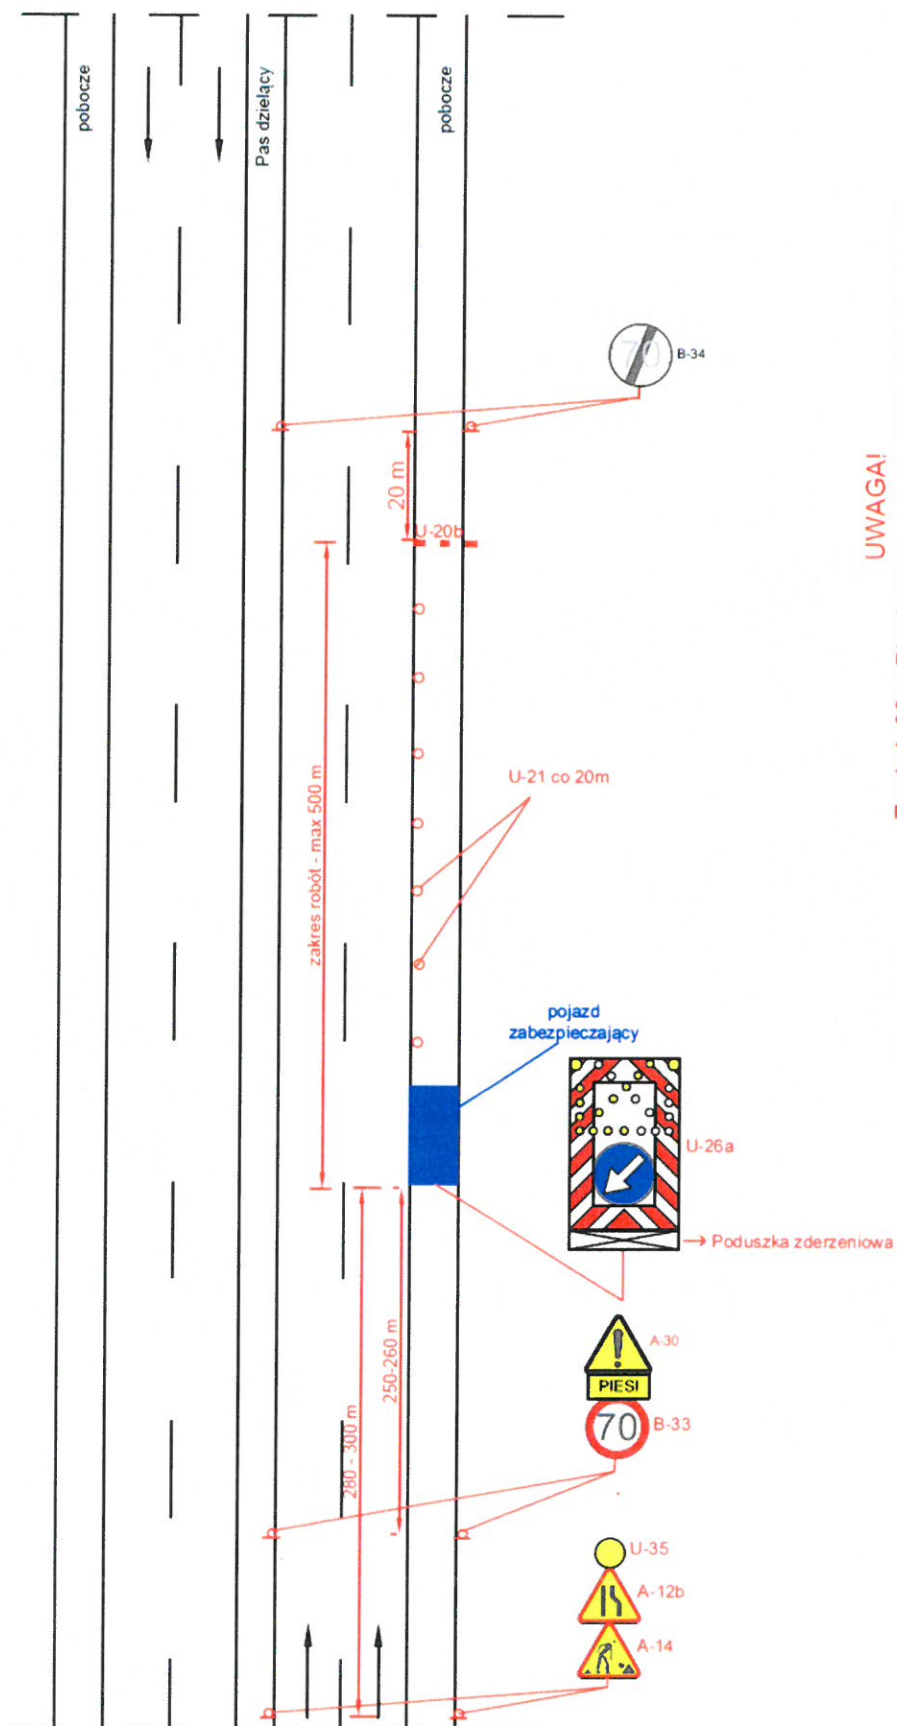 pobocze
Pas dzielący
pobocze
70
B-34
20 m
U-20b
UWAGA!
zakres robót - max 500 m
U-21 co 20m
pojazd
zabezpieczający
U-26a
Poduszka zderzeniowa
A-30
PIESI
70
B-33
250-260 m
280 - 300 m
U-35
A-12b
A-14